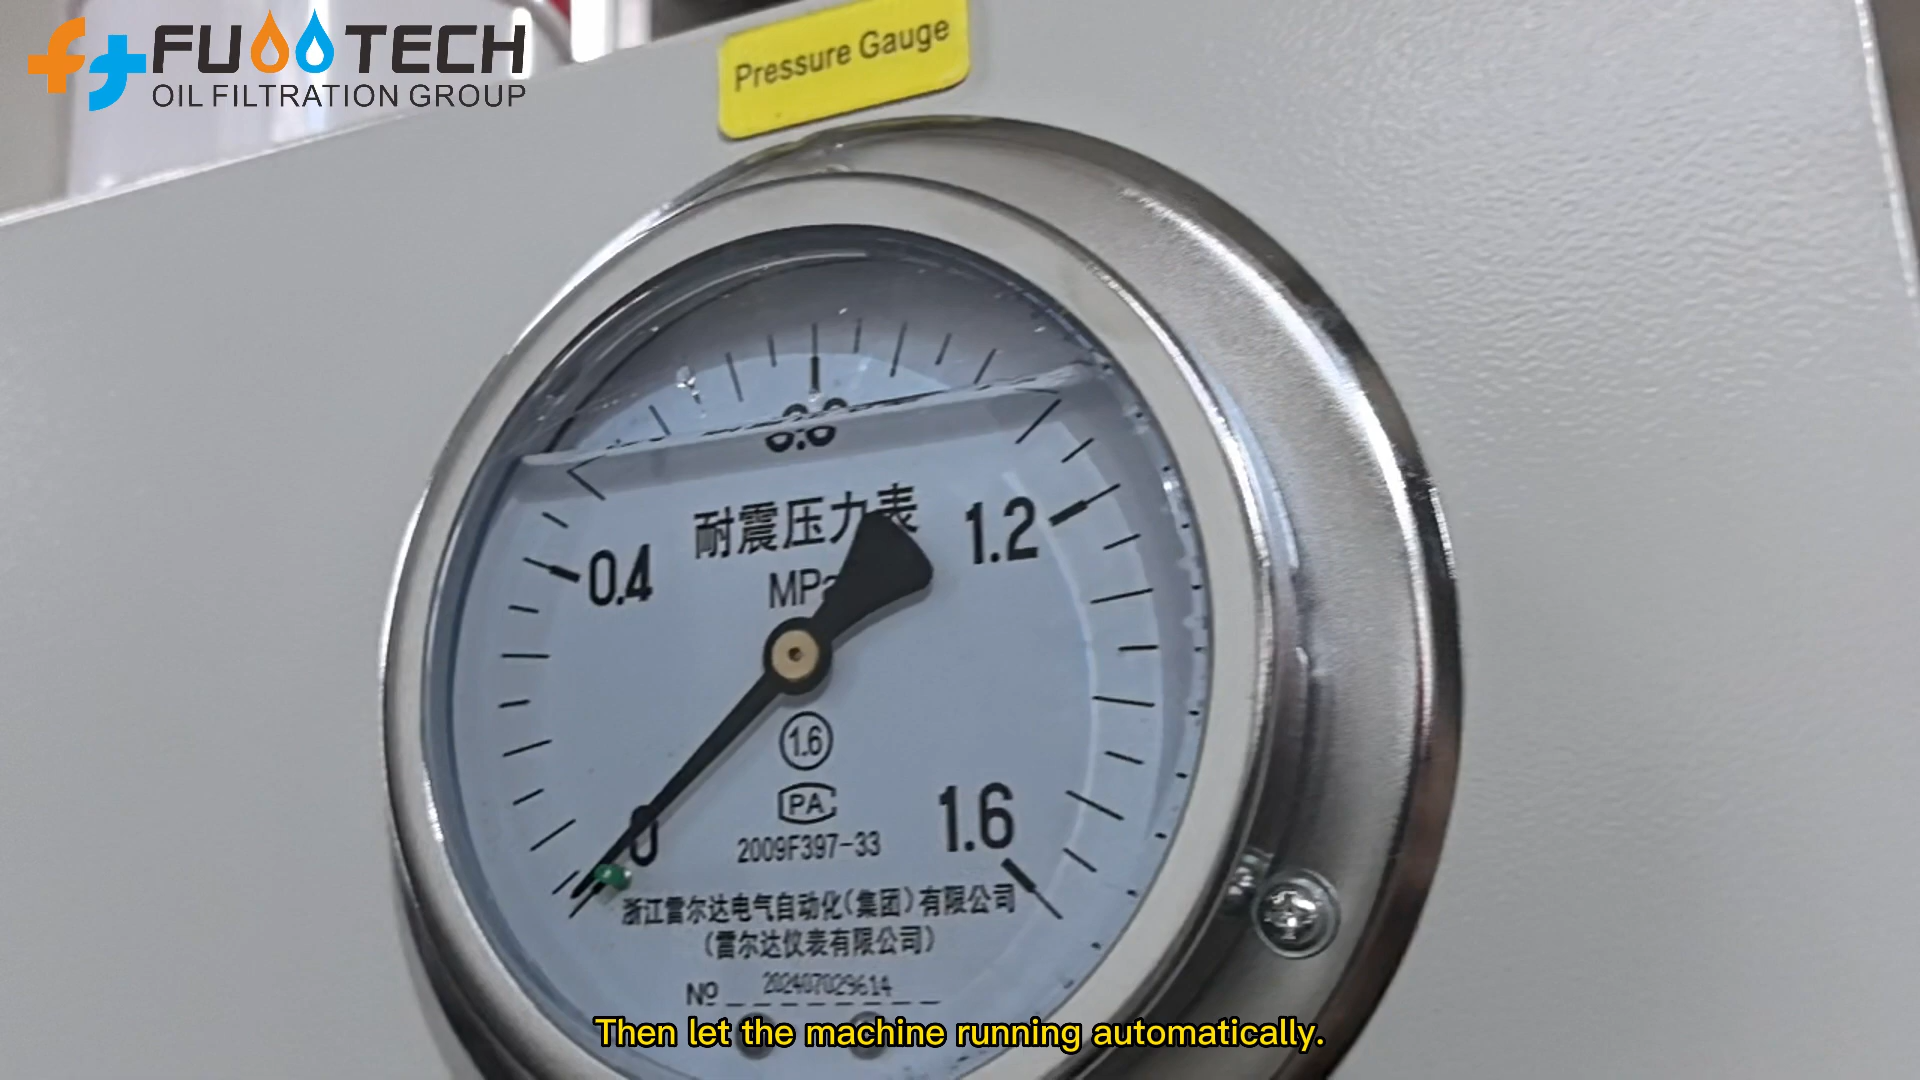 FU TECH
OIL FILTRATION GROUP
Pressure Gauge
0.8
耐震压力表
MPa
0.4
1.2
1.6
PA
0
1.6
2009F397-33
浙江雷尔达电气自动化(集团)有限公司
(雷尔达仪表有限公司)
№ 202407029614
Then let the machine running automatically.